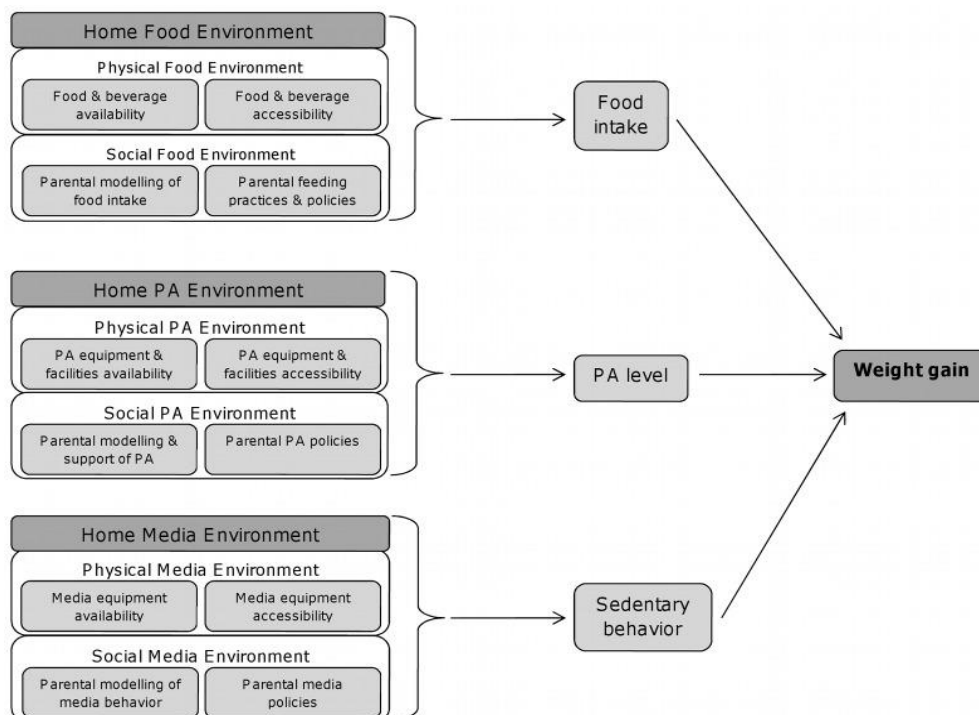 Home Food Environment
Physical Food Environment
Food & beverage
availability
Food & beverage
accessibility
Social Food Environment
Parental modelling of
food intake
Parental feeding
practices & policies
Food
intake
Home PA Environment
Physical PA Environment
PA equipment &
facilities availability
PA equipment &
facilities accessibility
Social PA Environment
Parental modelling &
support of PA
Parental PA policies
PA level
Weight gain
Home Media Environment
Physical Media Environment
Media equipment
availability
Media equipment
accessibility
Social Media Environment
Parental modelling of
media behavior
Parental media
policies
Sedentary
behavior